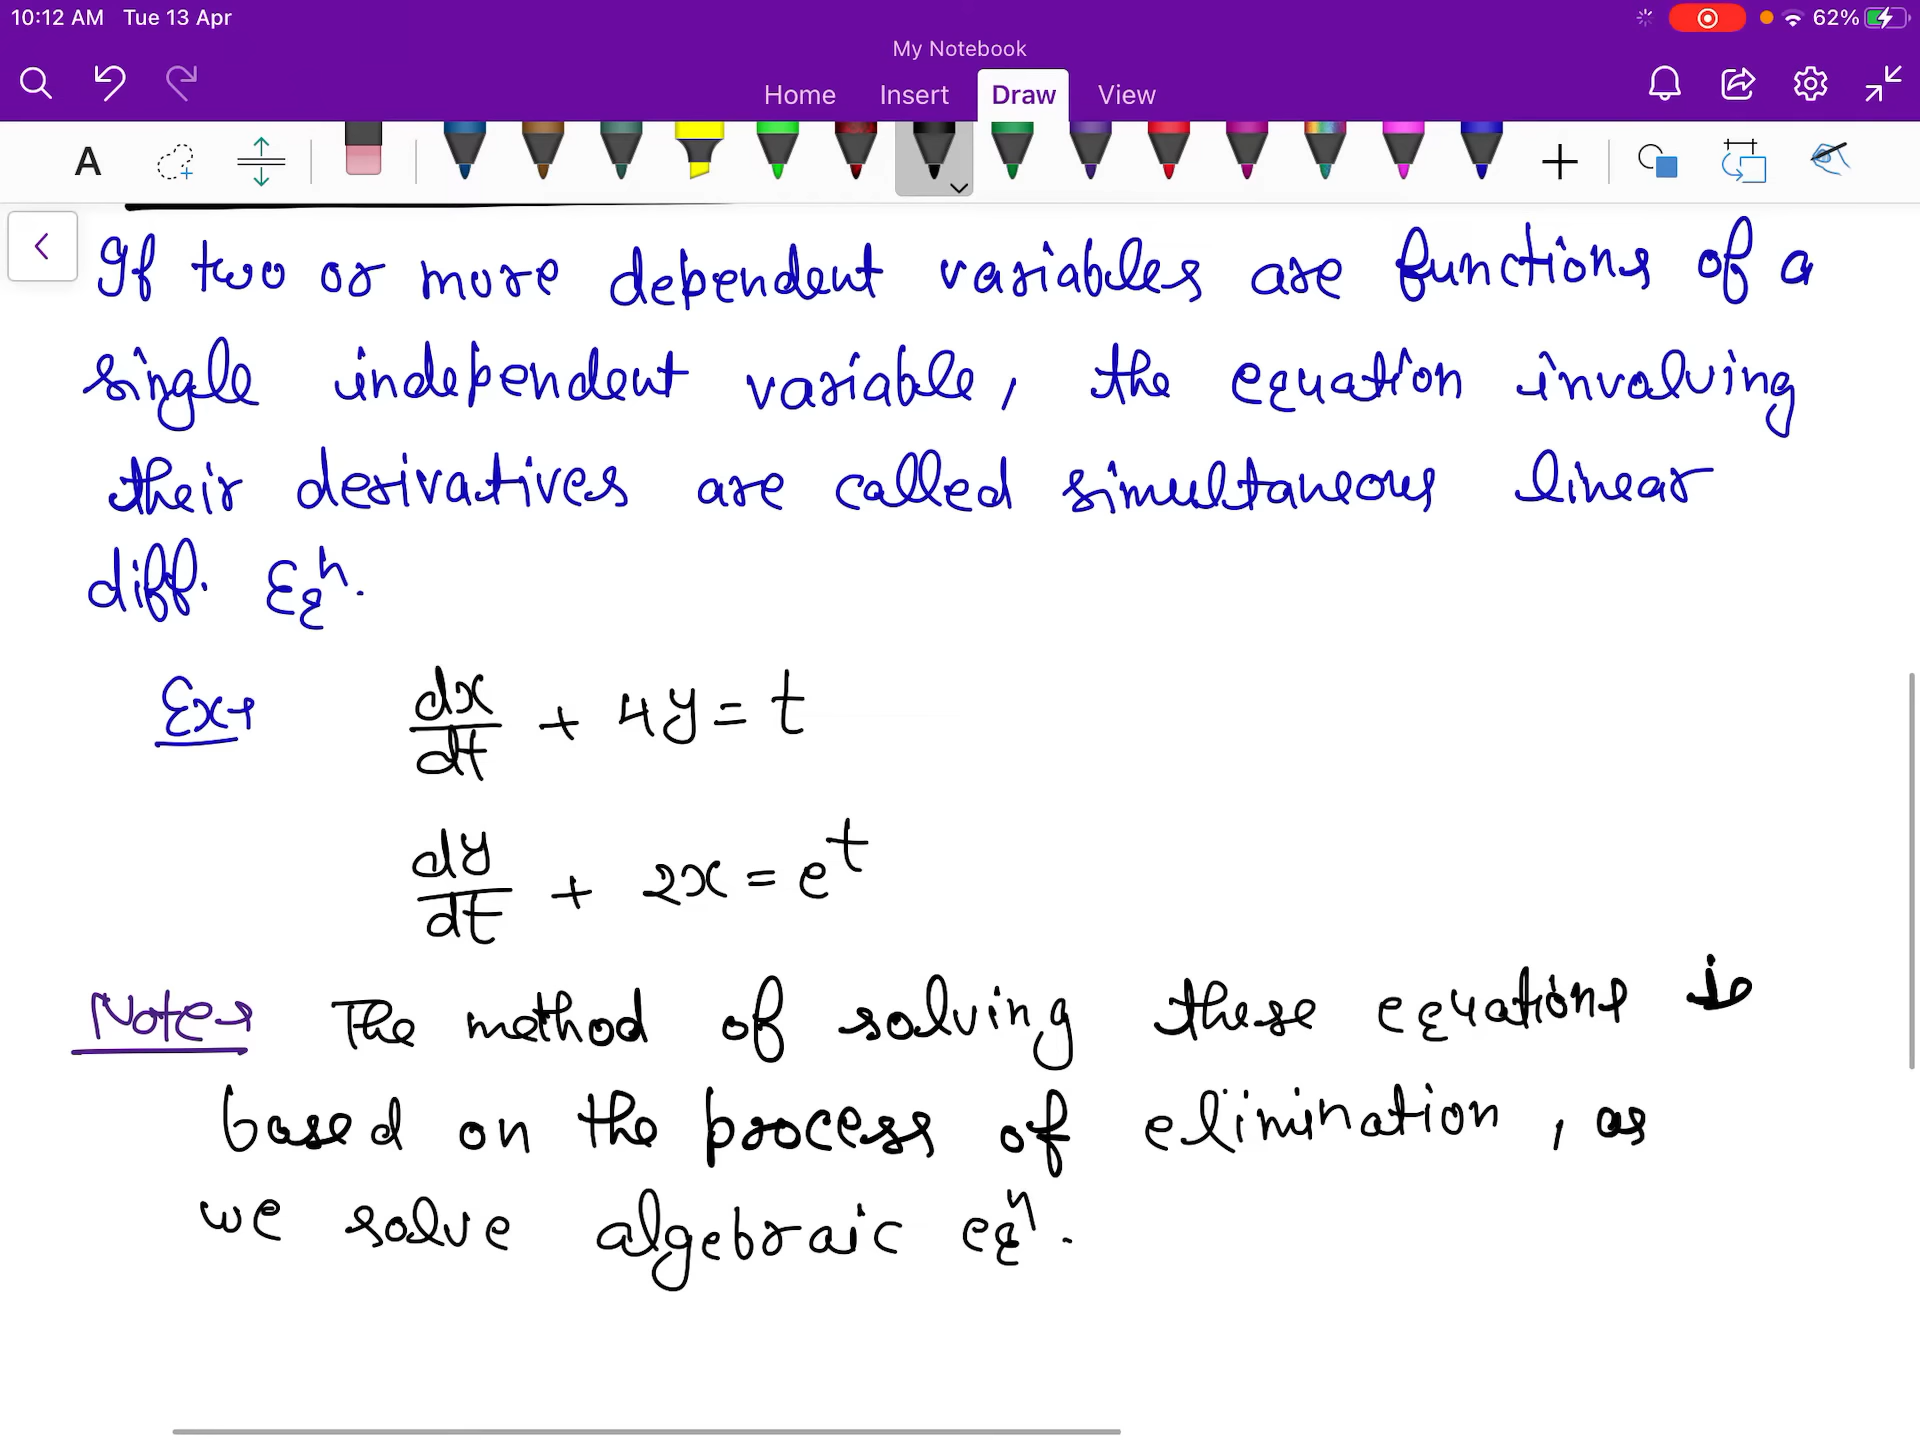 10:12 AM Tue 13 Apr
62%
My Notebook
Home Insert Draw View
A
If two or more dependent variables are functions of a
single independent variable, the equation involving
their derivatives are called simultaneous linear
diff. Eqⁿ.
Ex→ dx/dt + 4y = t
dy/dt + 2x = e^t
Note→ The method of solving these equations is
based on the process of elimination, as
we solve algebraic eqⁿ.